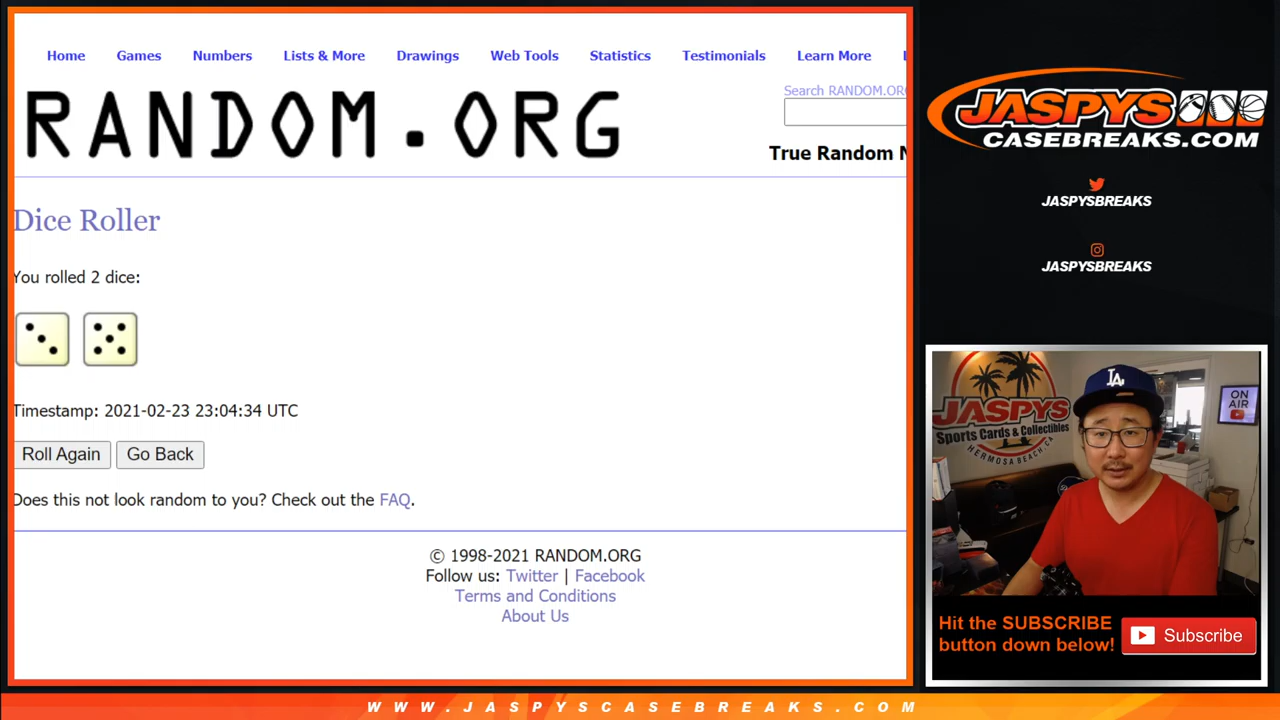 Home Games Numbers Lists & More Drawings Web Tools Statistics Testimonials Learn More
RANDOM.ORG
Search RANDOM.ORG
True Random N
Dice Roller
You rolled 2 dice:
Timestamp: 2021-02-23 23:04:34 UTC
Roll Again Go Back
Does this not look random to you? Check out the FAQ.
© 1998-2021 RANDOM.ORG
Follow us: Twitter | Facebook
Terms and Conditions
About Us
JASPYS
CASEBREAKS.COM
JASPYSBREAKS
JASPYSBREAKS
JASPYS
Sports Cards & Collectibles
HERMOSA BEACH, CA
LA
ON
AIR
Hit the SUBSCRIBE
button down below!
Subscribe
WWW.JASPYSCASEBREAKS.COM